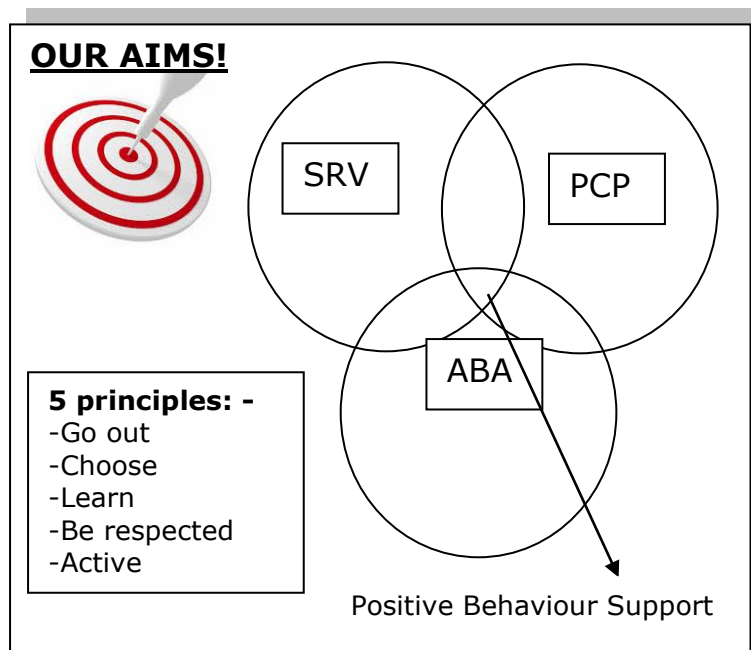 OUR AIMS!
SRV
PCP
ABA
5 principles: -
-Go out
-Choose
-Learn
-Be respected
-Active
Positive Behaviour Support